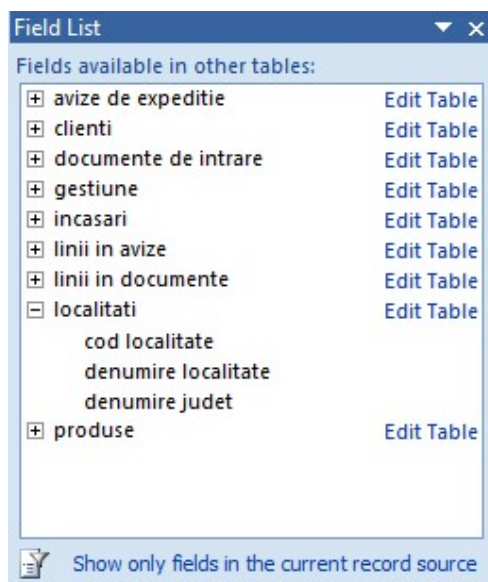 Field List
Fields available in other tables:
avize de expeditie Edit Table
clienti Edit Table
documente de intrare Edit Table
gestiune Edit Table
incasari Edit Table
linii in avize Edit Table
linii in documente Edit Table
localitati Edit Table
cod localitate
denumire localitate
denumire judet
produse Edit Table
Show only fields in the current record source